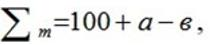 ∑ m=100 + а − в ,